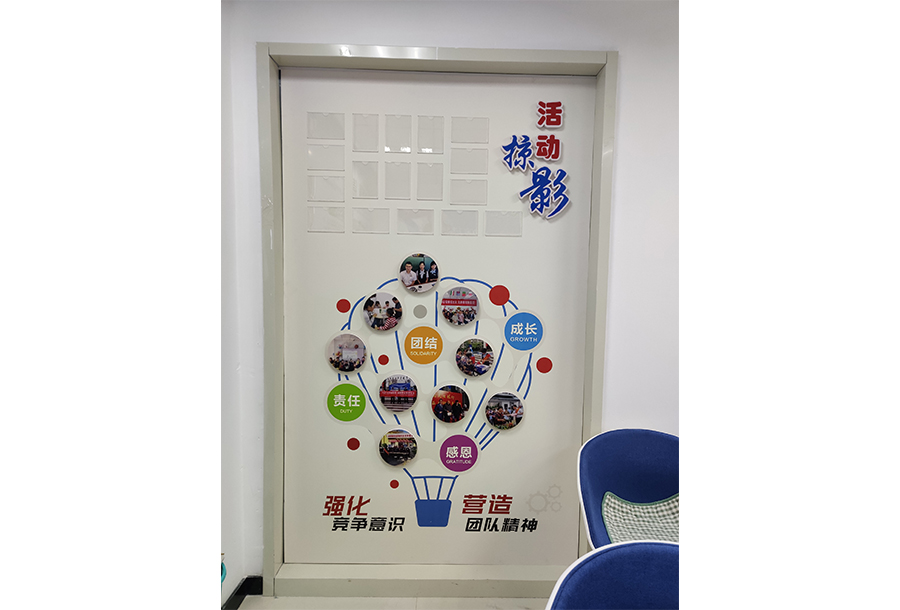 活动
掠影
成长
GROWTH
团结
SOLIDARITY
责任
DUTY
感恩
GRATITUDE
强化
竞争意识
营造
团队精神